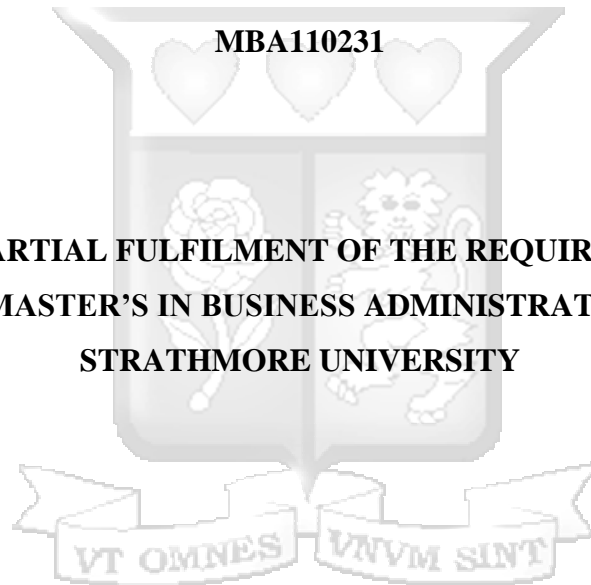 MBA110231
ARTIAL FULFILMENT OF THE REQUIR
MASTER’S IN BUSINESS ADMINISTRAT
STRATHMORE UNIVERSITY
VT OMNES VNVM SINT